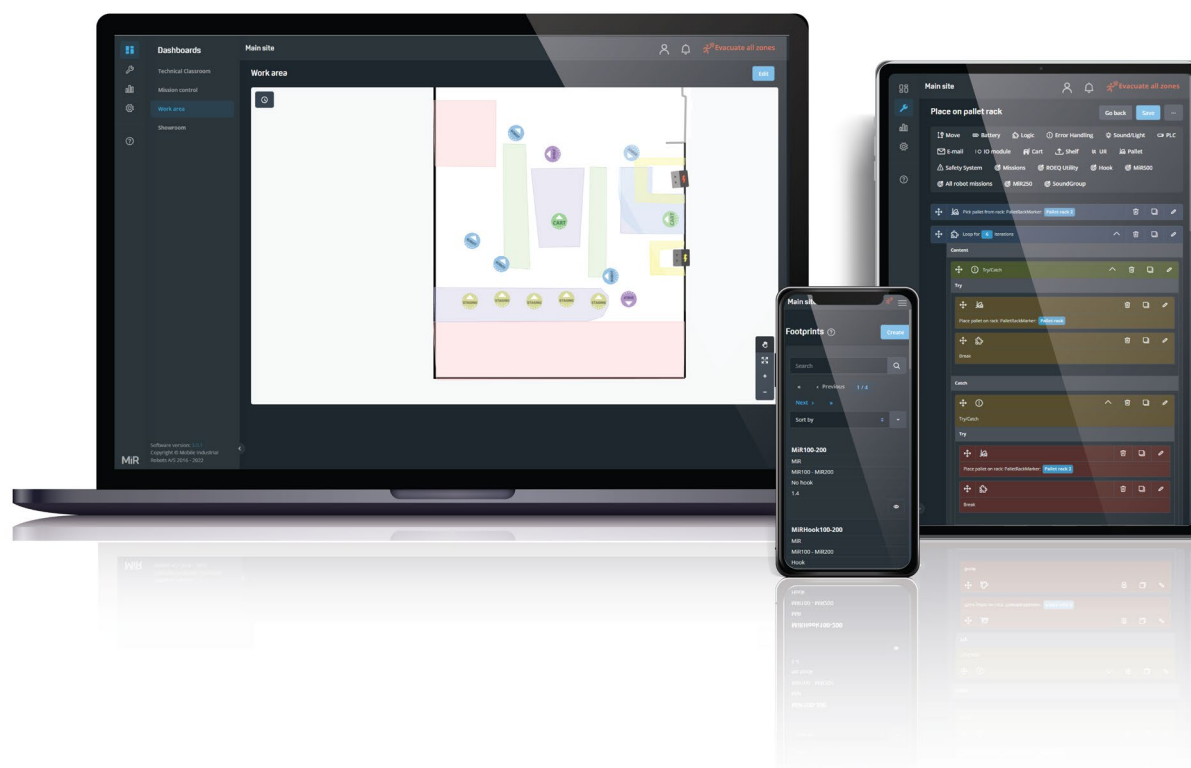 Dashboards
Technical Classroom
Mission control
Work area
Showroom
Software version:
Copyright © Mobile Industrial
Robots A/S 2016 - 2023
MiR
Main site
Evacuate all zones
Work area
Edit
CART
STAGING
STAGING
STAGING
Main site
Footprints
Create
Search
« ‹ Previous 1 / 4
Next › »
Sort by
MiR100-200
MiR
MiR100 - MiR200
No hook
1.4
MiRHook100-200
MiR
MiR100 - MiR200
Hook
Main site
Evacuate all zones
Place on pallet rack
Go back
Save
Move Battery Logic Error Handling Sound/Light PLC
E-mail IO module Cart Shelf UR Pallet
Safety System Missions ROEQ Utility Hook MiR500
All robot missions MiR250 SoundGroup
Pick pallet from rack: PalletRackMarker: Pallet rack 2
Loop for 4 iterations
Content
Try/Catch
Try
Place pallet on rack: PalletRackMarker: Pallet rack
Break
Catch
Try/Catch
Try
Place pallet on rack: PalletRackMarker: Pallet rack 2
Break